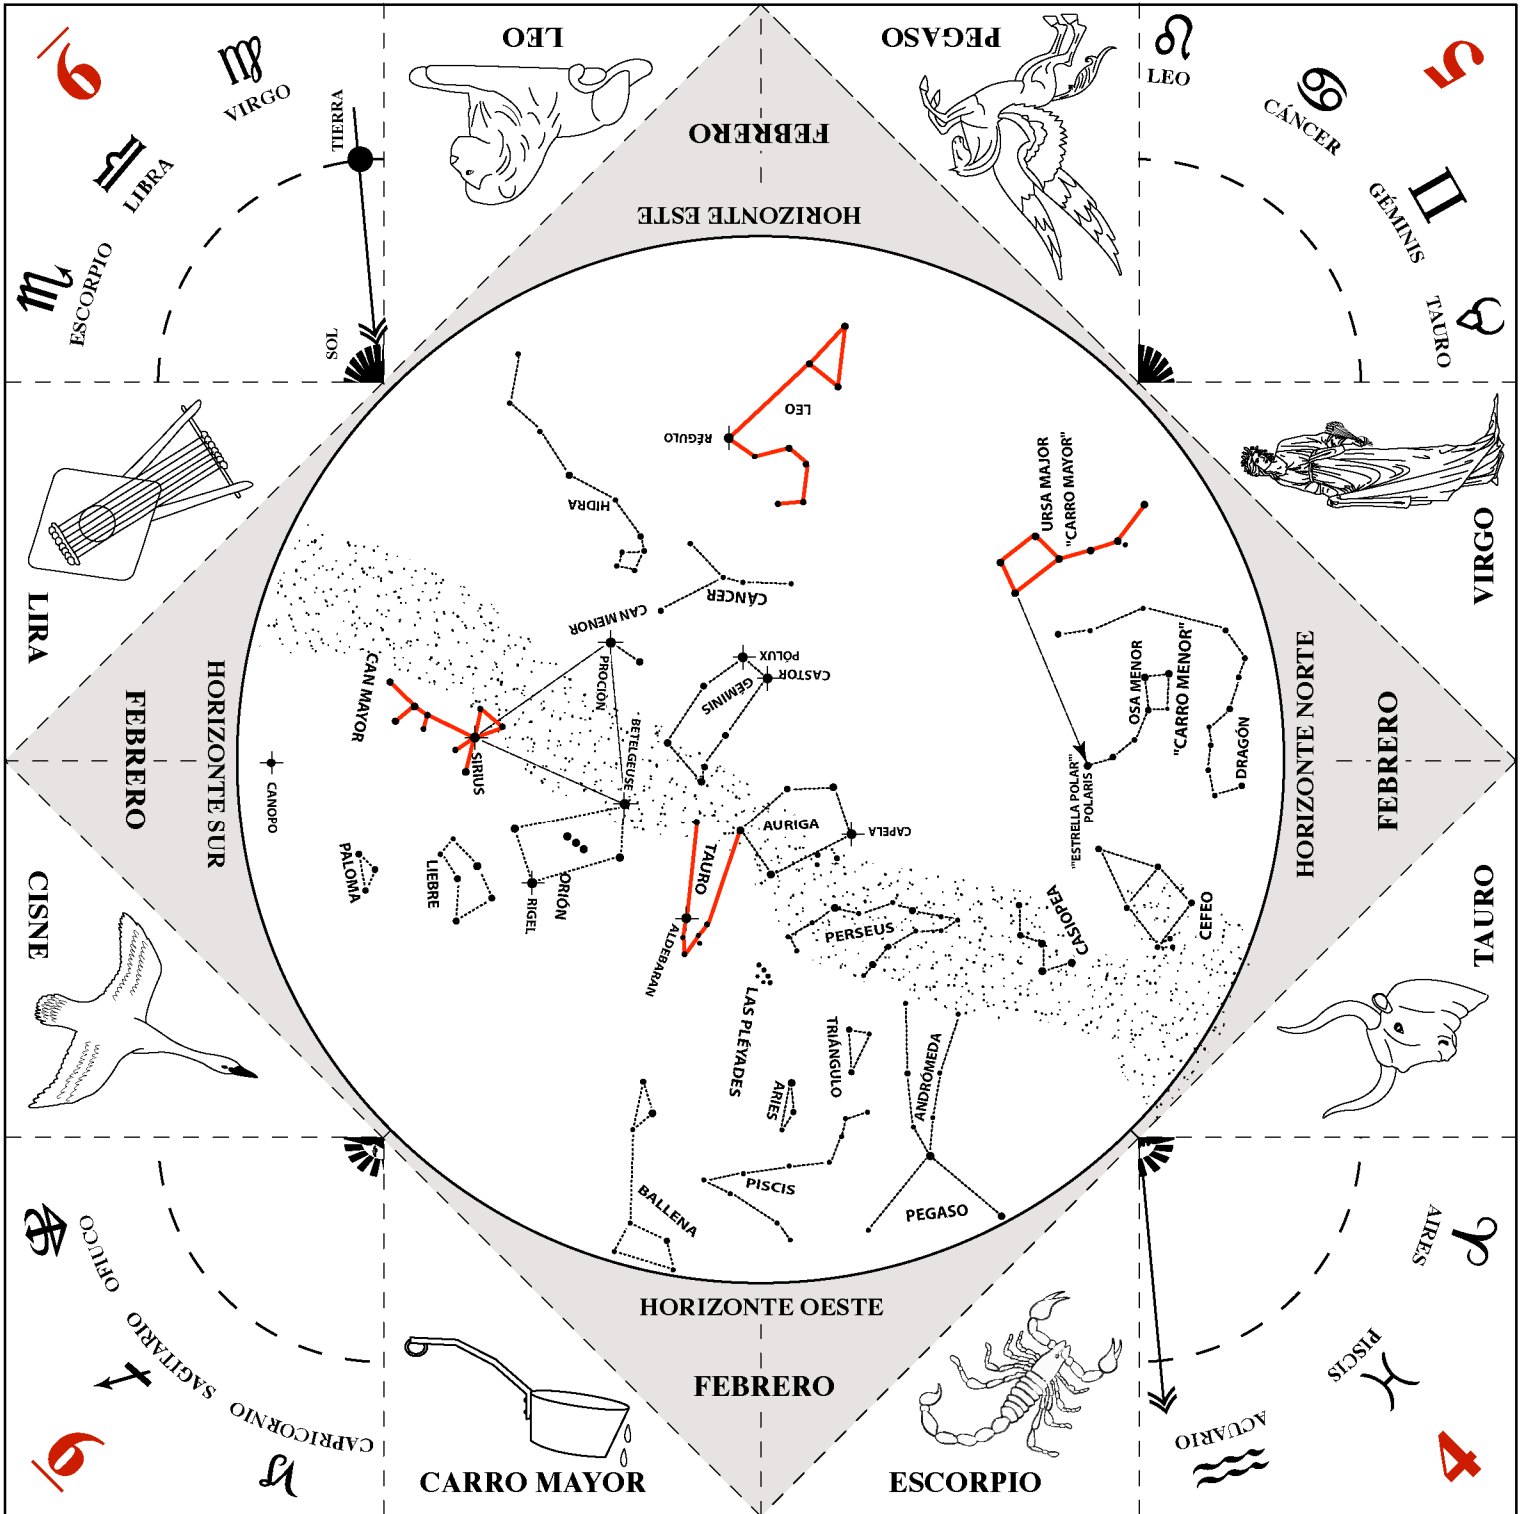 9
VIRGO
LIBRA
ESCORPIO
TIERRA
SOL
LEO
PEGASO
LEO
CÁNCER
GÉMINIS
TAURO
5
FEBRERO
HORIZONTE ESTE
LIRA
CISNE
FEBRERO
HORIZONTE SUR
VIRGO
TAURO
FEBRERO
HORIZONTE NORTE
LEO
RÉGULO
HIDRA
CÁNCER
CAN MENOR
PROCIÓN
PÓLUX
CASTOR
GÉMINIS
URSA MAJOR
"CARRO MAYOR"
OSA MENOR
"CARRO MENOR"
DRAGÓN
"ESTRELLA POLAR"
POLARIS
CAN MAYOR
SIRIUS
BETELGEUSE
CANOPO
PALOMA
LIEBRE
ORIÓN
RIGEL
TAURO
ALDEBARAN
AURIGA
CAPELA
PERSEUS
CASIOPEA
CEFEO
LAS PLÉYADES
TRIÁNGULO
ARIES
ANDRÓMEDA
PISCIS
BALLENA
PEGASO
HORIZONTE OESTE
FEBRERO
CARRO MAYOR
ESCORPIO
OFIUCO
SAGITARIO
CAPRICORNIO
6
AIRES
PISCIS
ACUARIO
4